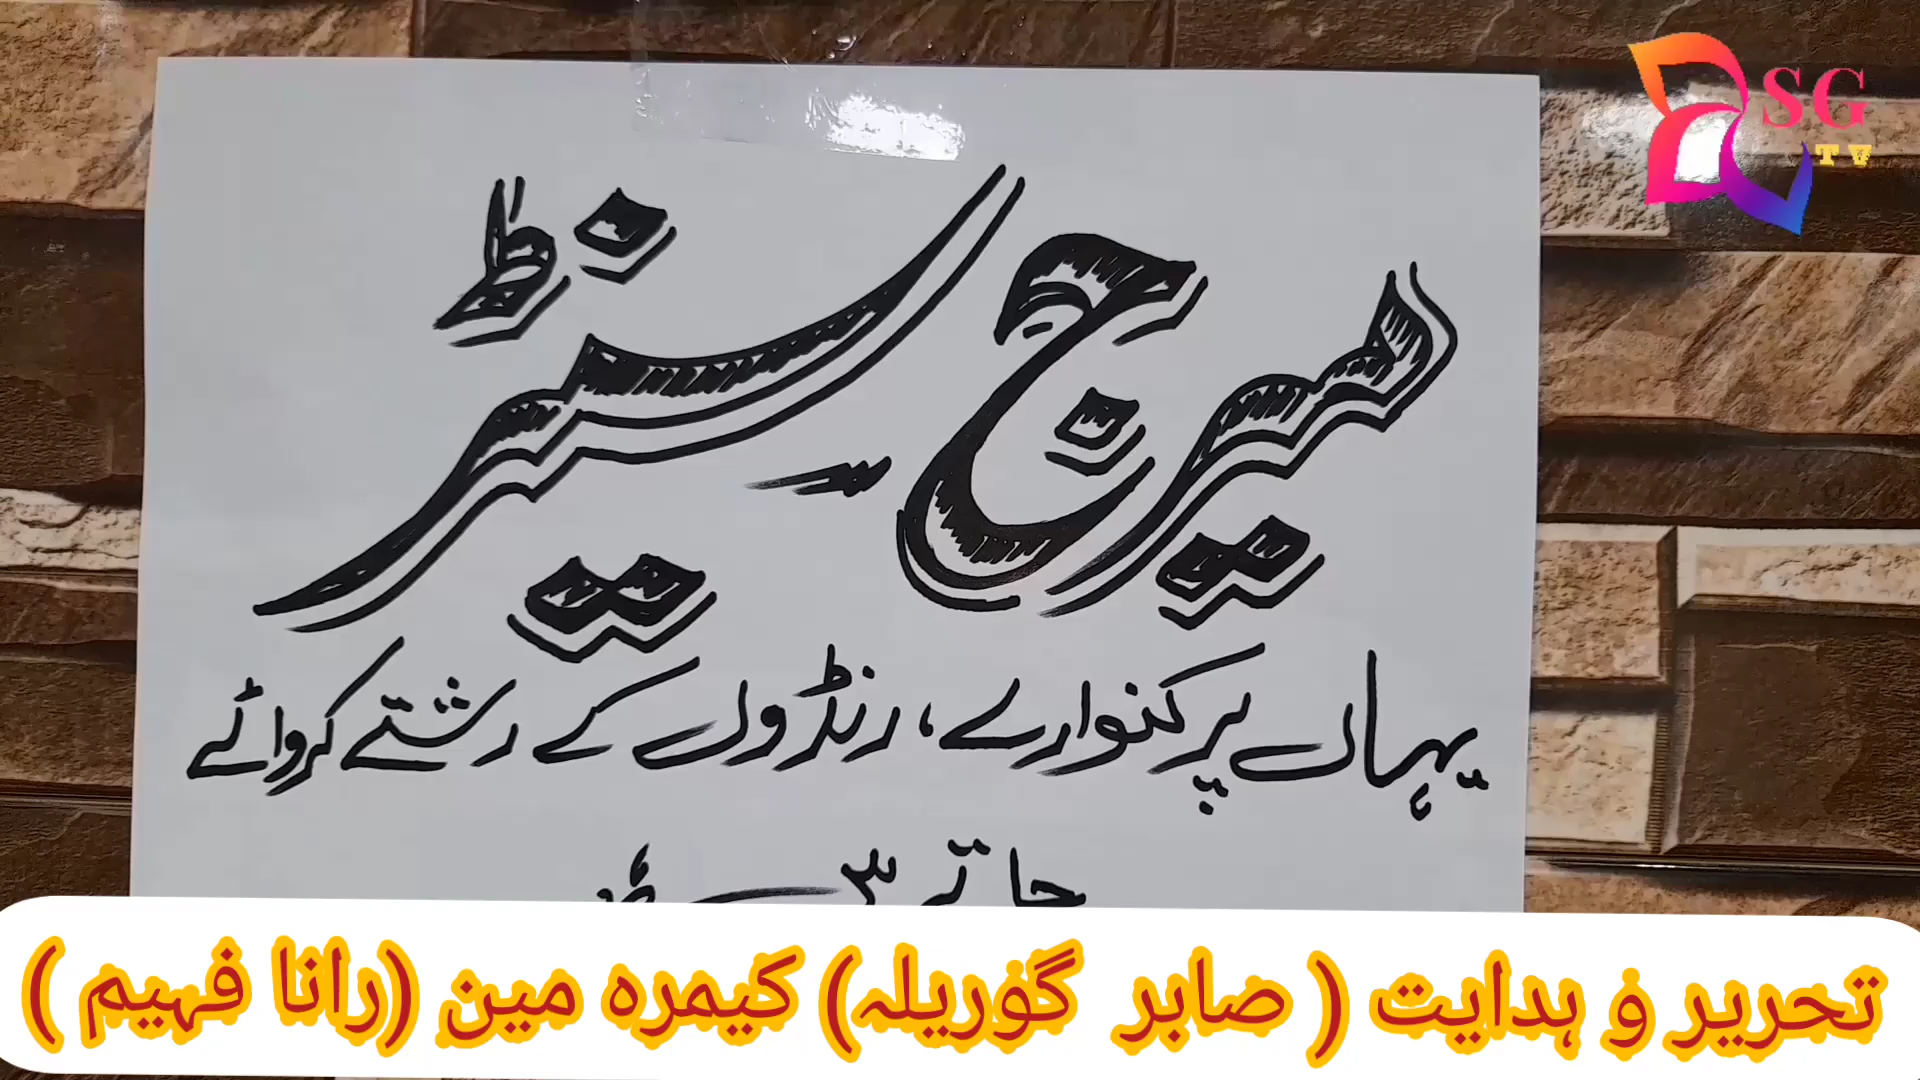 SG
TV
میرج سینٹر
یہاں پر کنوارے، رنڈوں کے رشتے کروائے
جاتے
تحریر و ہدایت ( صابر گوریلہ) کیمرہ مین (رانا فہیم )